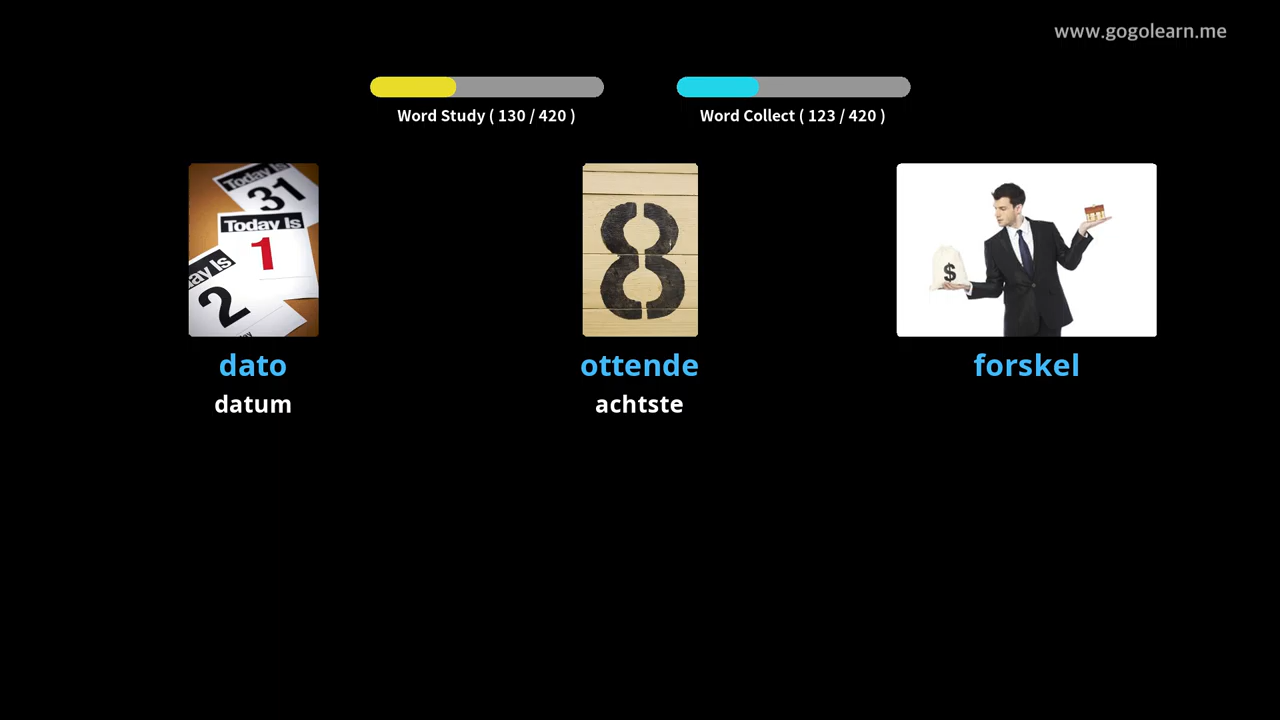 www.gogolearn.me
Word Study ( 130 / 420 )
Word Collect ( 123 / 420 )
Today Is
31
Today Is
1
ay Is
2
8
$
dato
ottende
forskel
datum
achtste